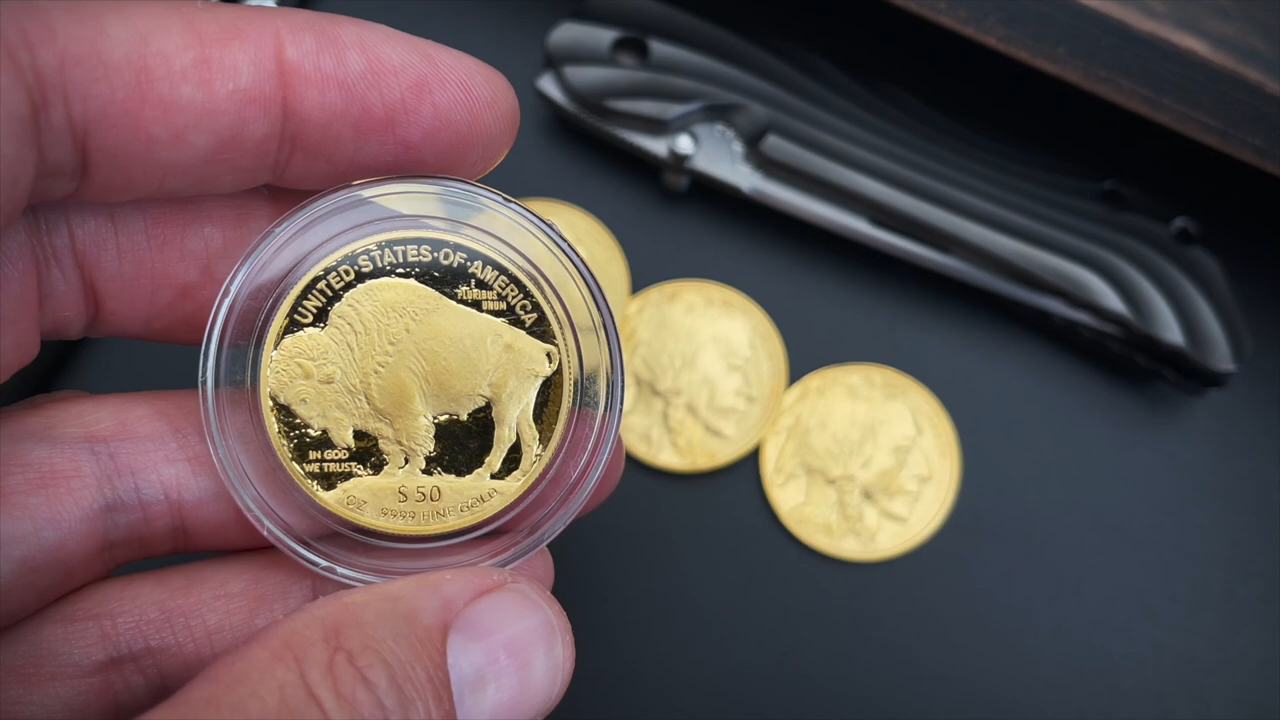 UNITED·STATES·OF·AMERICA
E
PLURIBUS
UNUM
IN GOD
WE TRUST
$50
1 OZ. .9999 FINE GOLD